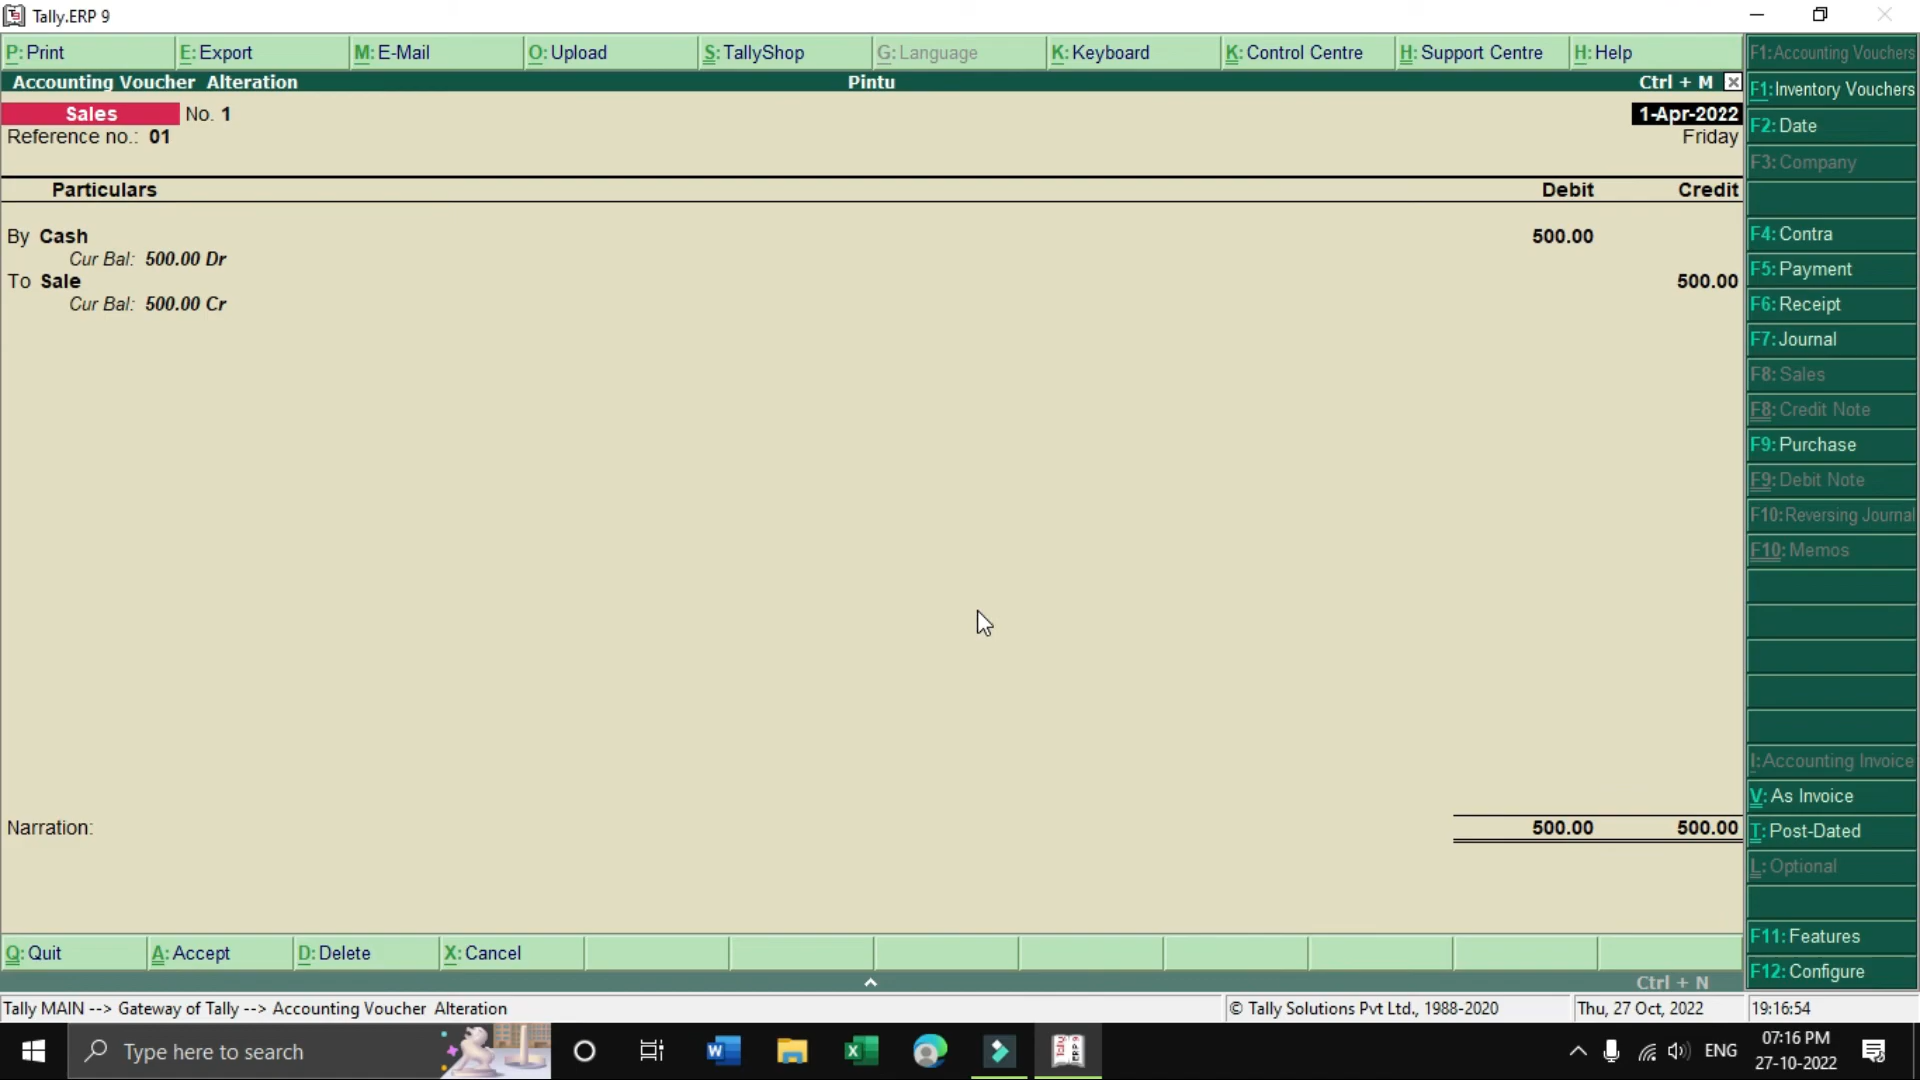 Tally.ERP 9
P: Print E: Export M: E-Mail O: Upload S: TallyShop G: Language K: Keyboard K: Control Centre H: Support Centre H: Help
Accounting Voucher Alteration Pintu Ctrl + M
Sales No. 1 1-Apr-2022
Reference no.: 01 Friday
Particulars Debit Credit
By Cash 500.00
Cur Bal: 500.00 Dr
To Sale 500.00
Cur Bal: 500.00 Cr
Narration: 500.00 500.00
Q: Quit A: Accept D: Delete X: Cancel
Ctrl + N
F1: Accounting Vouchers
F1: Inventory Vouchers
F2: Date
F3: Company
F4: Contra
F5: Payment
F6: Receipt
F7: Journal
F8: Sales
F8: Credit Note
F9: Purchase
F9: Debit Note
F10: Reversing Journal
F10: Memos
I: Accounting Invoice
V: As Invoice
T: Post-Dated
L: Optional
F11: Features
F12: Configure
Tally MAIN --> Gateway of Tally --> Accounting Voucher Alteration © Tally Solutions Pvt Ltd., 1988-2020 Thu, 27 Oct, 2022 19:16:54
Type here to search ENG 07:16 PM
27-10-2022